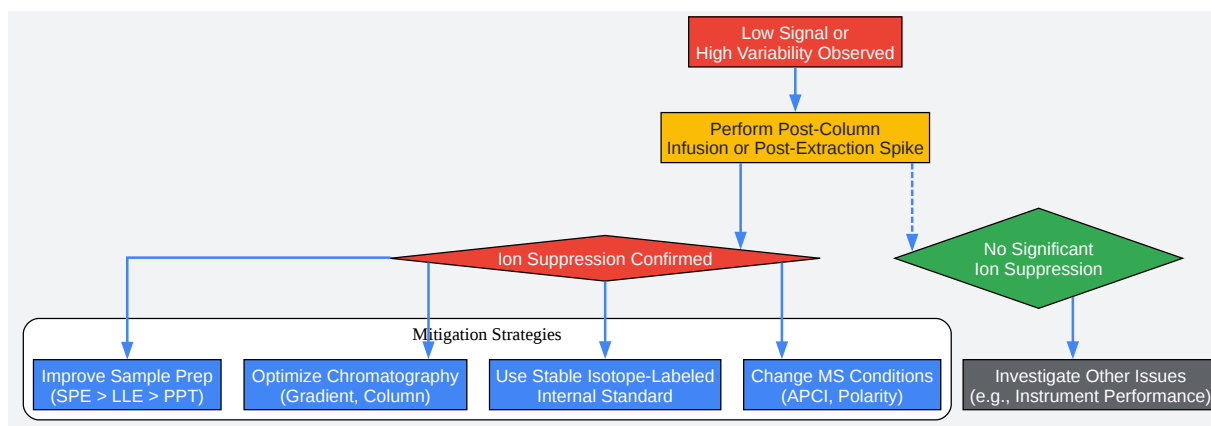 Low Signal or
High Variability Observed
Perform Post-Column
Infusion or Post-Extraction Spike
Ion Suppression Confirmed
No Significant
Ion Suppression
Mitigation Strategies
Improve Sample Prep
(SPE > LLE > PPT)
Optimize Chromatography
(Gradient, Column)
Use Stable Isotope-Labeled
Internal Standard
Change MS Conditions
(APCI, Polarity)
Investigate Other Issues
(e.g., Instrument Performance)